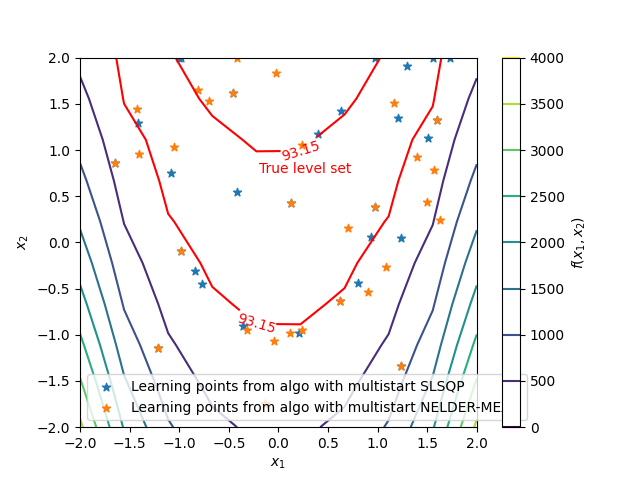 2.0
1.5
1.0
0.5
0.0
−0.5
−1.0
−1.5
−2.0
x₂
93.15
True level set
93.15
Learning points from algo with multistart SLSQP
Learning points from algo with multistart NELDER-ME
−2.0 −1.5 −1.0 −0.5 0.0 0.5 1.0 1.5 2.0
x₁
4000
3500
3000
2500
2000
1500
1000
500
0
f(x₁, x₂)